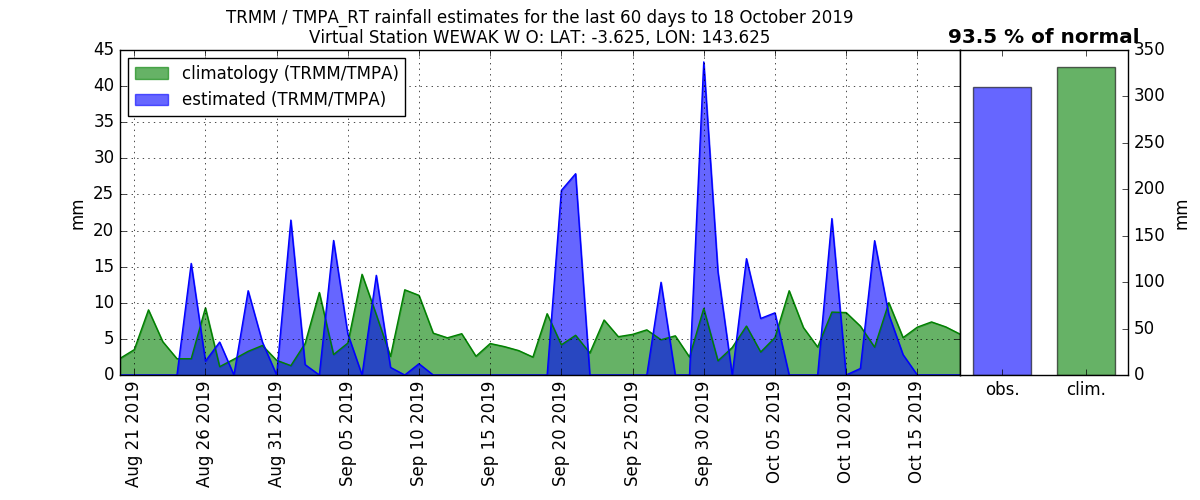 TRMM / TMPA_RT rainfall estimates for the last 60 days to 18 October 2019
Virtual Station WEWAK W O: LAT: -3.625, LON: 143.625
93.5 % of normal
climatology (TRMM/TMPA)
estimated (TRMM/TMPA)
mm
45
40
35
30
25
20
15
10
5
0
Aug 21 2019
Aug 26 2019
Aug 31 2019
Sep 05 2019
Sep 10 2019
Sep 15 2019
Sep 20 2019
Sep 25 2019
Sep 30 2019
Oct 05 2019
Oct 10 2019
Oct 15 2019
obs.
clim.
350
300
250
200
150
100
50
0
mm